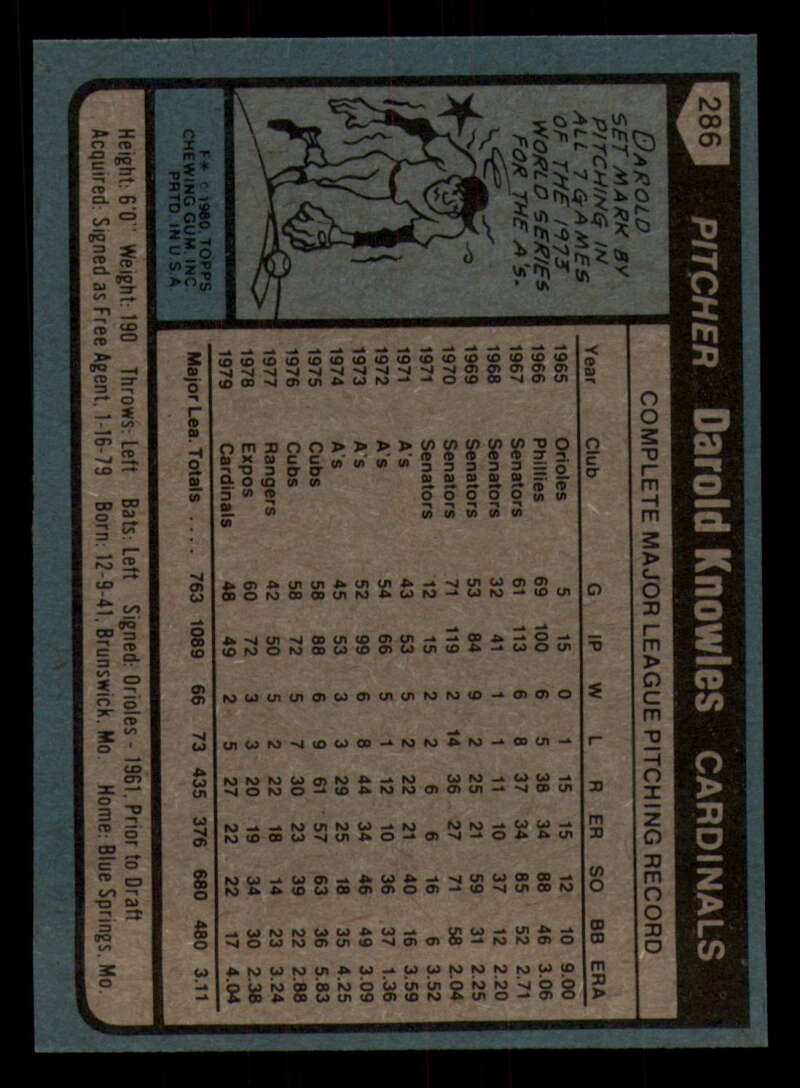 286
PITCHER Darold Knowles CARDINALS
DAROLD
SET MARK BY
PITCHING IN
ALL 7 GAMES
OF THE 1973
WORLD SERIES
FOR THE A'S.
F* © 1980 TOPPS
CHEWING GUM INC
PRTD IN U S A
COMPLETE MAJOR LEAGUE PITCHING RECORD
Year Club G IP W L R ER SO BB ERA
1965 Orioles 5 15 0 1 15 15 12 10 9.00
1966 Phillies 69 100 6 5 38 34 88 46 3.06
1967 Senators 61 113 6 8 37 34 85 52 2.71
1968 Senators 32 41 1 1 11 10 37 12 2.20
1969 Senators 53 84 9 2 25 21 59 31 2.25
1970 Senators 71 119 2 14 36 27 71 58 2.04
1971 Senators 12 15 2 2 6 6 16 6 3.52
1971 A's 43 53 5 2 22 21 40 16 3.59
1972 A's 54 66 5 1 12 10 36 37 1.36
1973 A's 52 99 6 8 44 34 46 49 3.09
1974 A's 45 53 3 3 29 25 18 35 4.25
1975 Cubs 58 88 6 9 61 57 63 36 5.83
1976 Cubs 58 72 5 7 30 23 39 22 2.88
1977 Rangers 42 50 5 2 22 18 14 23 3.24
1978 Expos 60 72 3 3 20 19 34 30 2.38
1979 Cardinals 48 49 2 5 27 22 22 17 4.04
Major Lea. Totals .... 763 1089 66 73 435 376 680 480 3.11
Height: 6'0" Weight: 190 Throws: Left Bats: Left Signed: Orioles - 1961, Prior to Draft
Acquired: Signed as Free Agent, 1-16-79 Born: 12-9-41, Brunswick, Mo. Home: Blue Springs, Mo.